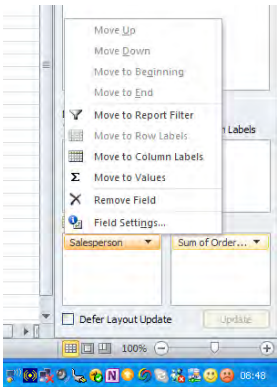 Move Up
Move Down
Move to Beginning
Move to End
Move to Report Filter
Move to Row Labels
Labels
Move to Column Labels
Move to Values
Remove Field
Field Settings...
Salesperson
Sum of Order...
Defer Layout Update
Update
100%
08:48